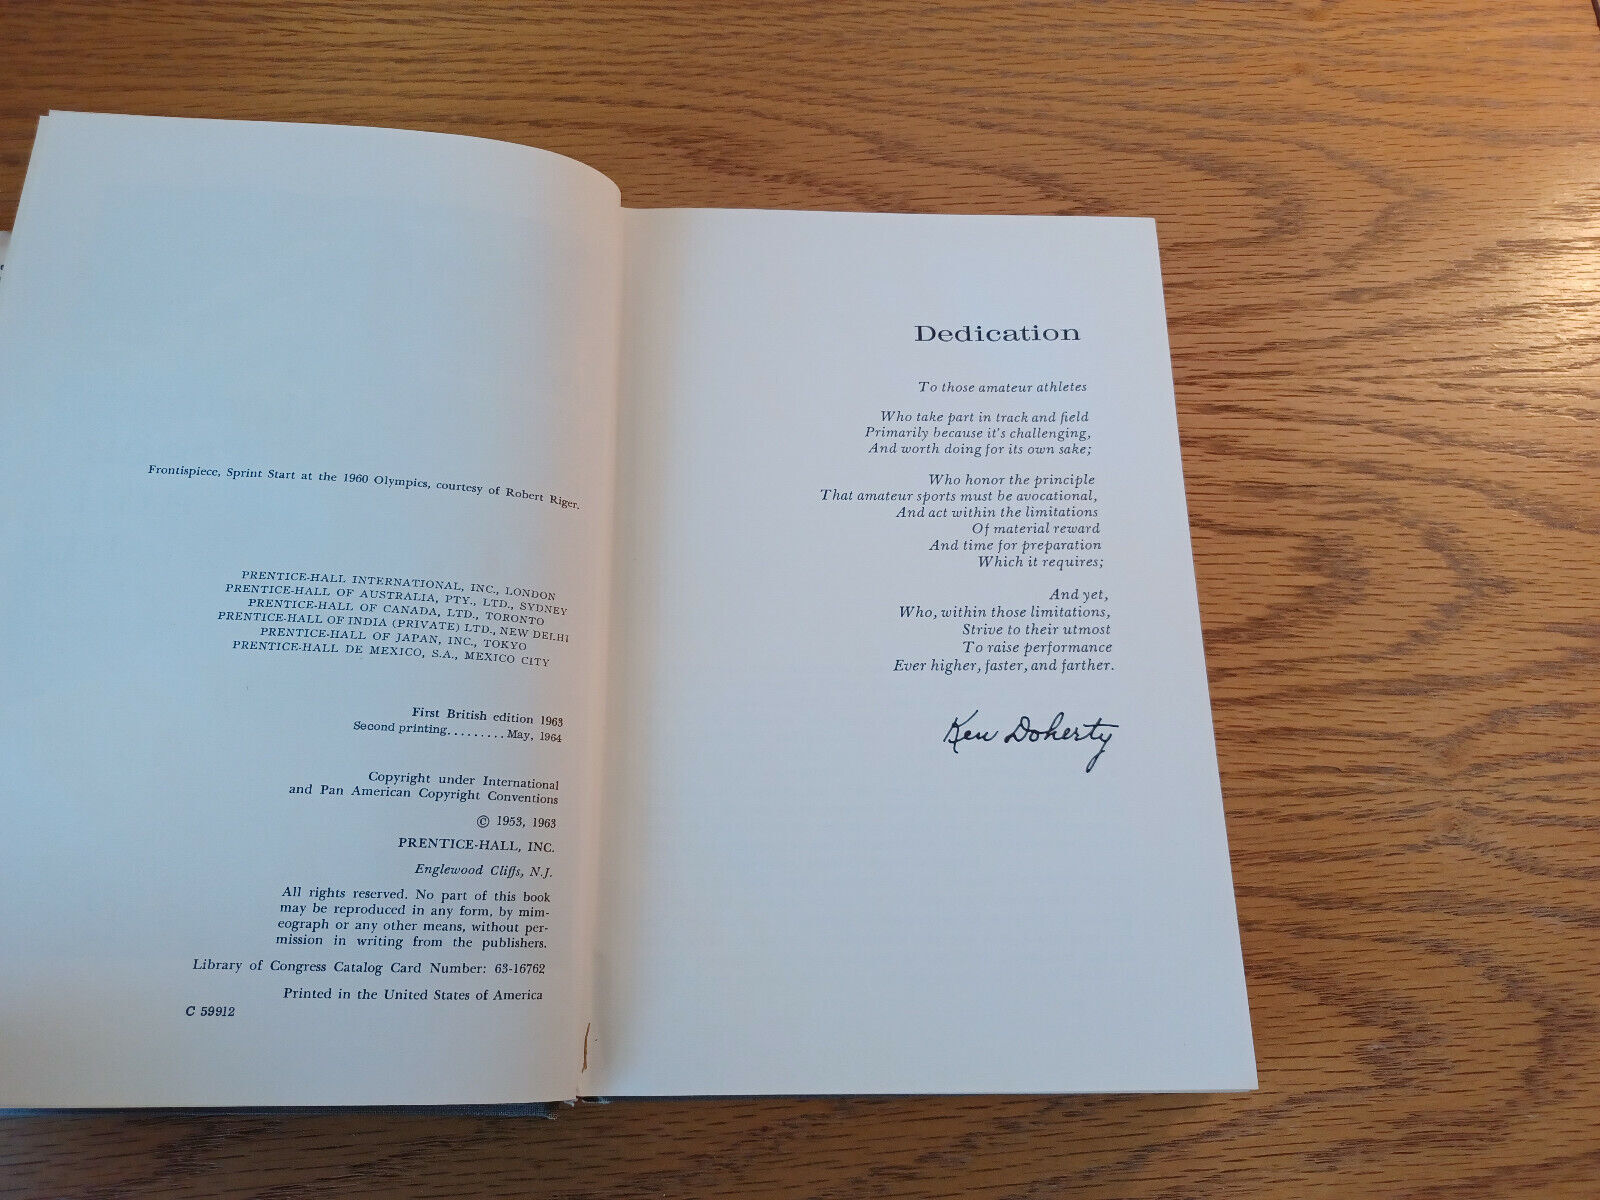 Frontispiece, Sprint Start at the 1960 Olympics, courtesy of Robert Riger.
PRENTICE-HALL INTERNATIONAL, INC., LONDON
PRENTICE-HALL OF AUSTRALIA, PTY., LTD., SYDNEY
PRENTICE-HALL OF CANADA, LTD., TORONTO
PRENTICE-HALL OF INDIA (PRIVATE) LTD., NEW DELHI
PRENTICE-HALL OF JAPAN, INC., TOKYO
PRENTICE-HALL DE MEXICO, S.A., MEXICO CITY
First British edition 1963
Second printing.........May, 1964
Copyright under International
and Pan American Copyright Conventions
© 1953, 1963
PRENTICE-HALL, INC.
Englewood Cliffs, N.J.
All rights reserved. No part of this book
may be reproduced in any form, by mim-
eograph or any other means, without per-
mission in writing from the publishers.
Library of Congress Catalog Card Number: 63-16762
Printed in the United States of America
C 59912
Dedication
To those amateur athletes
Who take part in track and field
Primarily because it's challenging,
And worth doing for its own sake;
Who honor the principle
That amateur sports must be avocational,
And act within the limitations
Of material reward
And time for preparation
Which it requires;
And yet,
Who, within those limitations,
Strive to their utmost
To raise performance
Ever higher, faster, and farther.
Ken Doherty